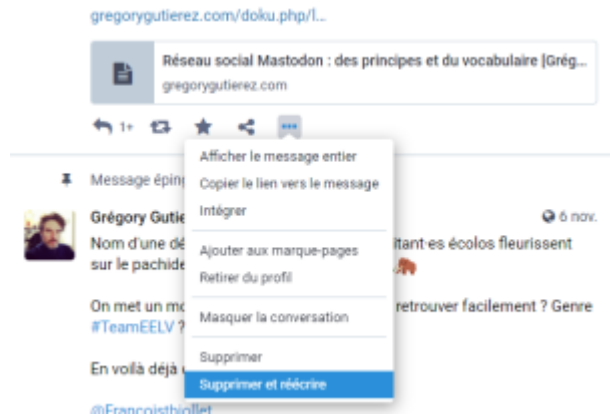 gregorygutierez.com/doku.php/l...
Réseau social Mastodon : des principes et du vocabulaire [Grég...
gregorygutierez.com
1+
Afficher le message entier
Message éping
Copier le lien vers le message
Intégrer
Grégory Gutie
6 nov.
Nom d'une dé
itant·es écolos fleurissent
Ajouter aux marque-pages
sur le pachide
Retirer du profil
On met un mo
retrouver facilement ? Genre
Masquer la conversation
#TeamEELV ?
Supprimer
En voilà déjà
Supprimer et réécrire
@Francoisthiollet